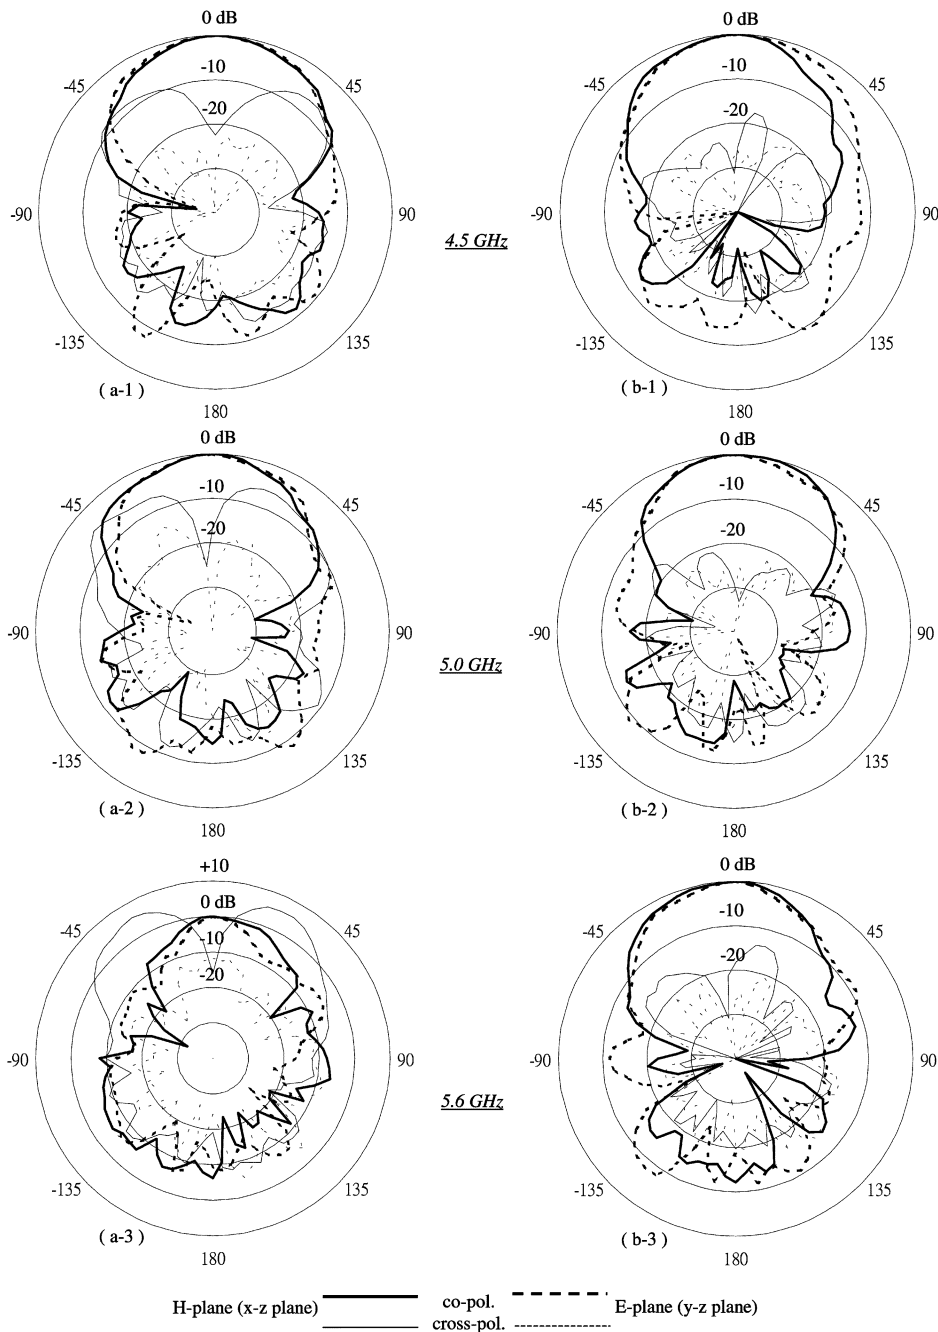 0 dB 0 dB
-10 -10
-45 45 -45 45
-20 -20
-90 90 -90 90
4.5 GHz
-135 135 -135 135
( a-1 ) ( b-1 )
180 180
0 dB 0 dB
-10 -10
-45 45 -45 45
-20 -20
-90 90 -90 90
5.0 GHz
-135 135 -135 135
( a-2 ) ( b-2 )
180 180
+10 0 dB
0 dB -10
-45 45 -45 45
-10 -20
-20
-90 90 -90 90
5.6 GHz
-135 135 -135 135
( a-3 ) ( b-3 )
180 180
H-plane (x-z plane) co-pol. E-plane (y-z plane)
cross-pol.